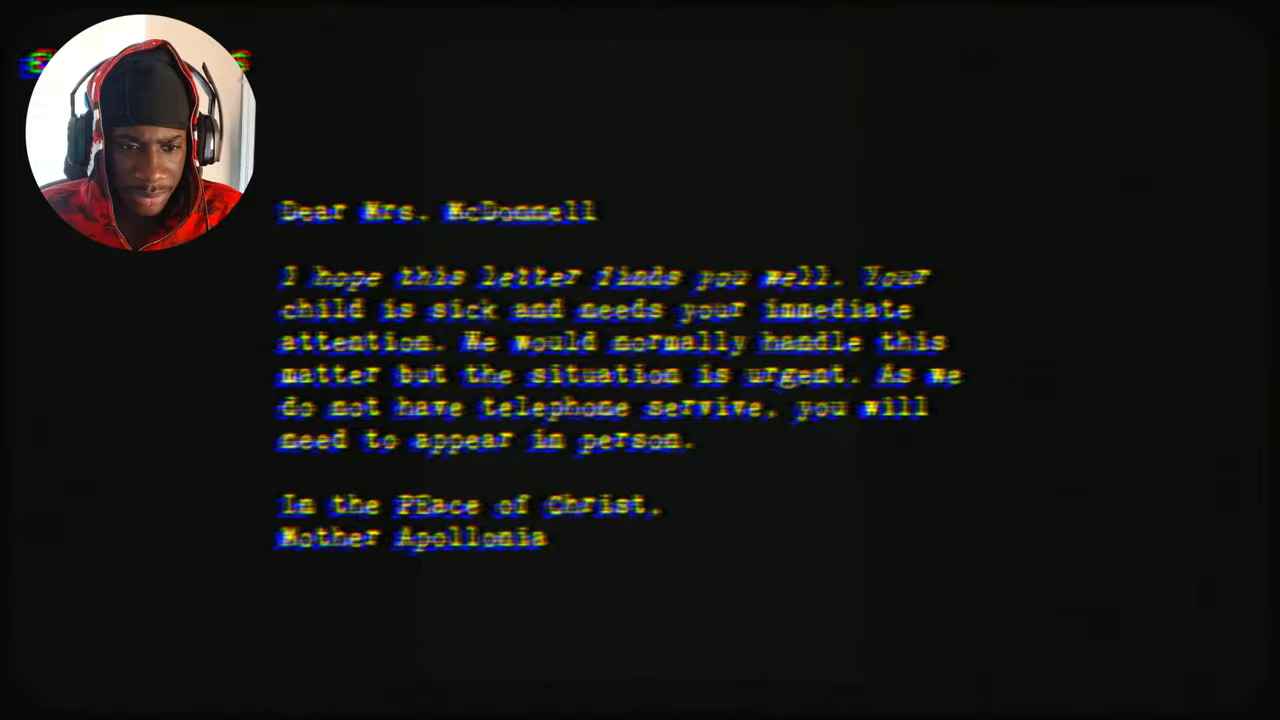 Dear Mrs. McDonnell
I hope this letter finds you well. Your
child is sick and needs your immediate
attention. We would normally handle this
matter but the situation is urgent. As we
do not have telephone servive, you will
need to appear in person.
In the PEace of Christ,
Mother Apollonia